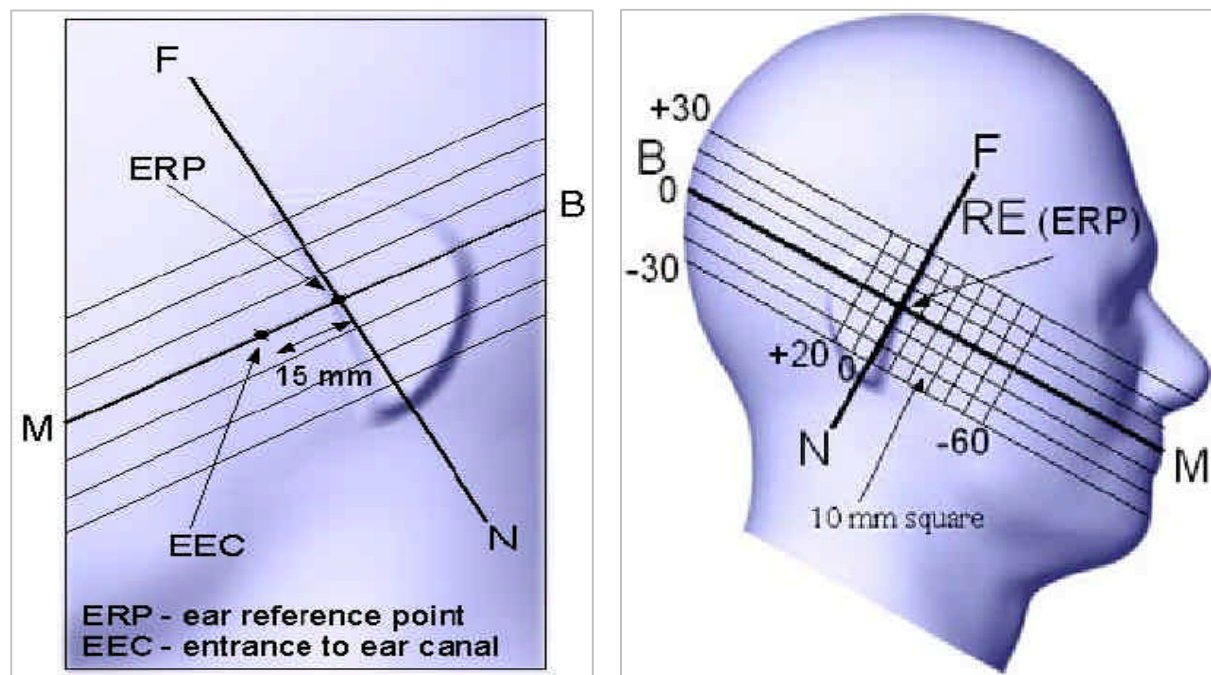 F
ERP
B
15 mm
M
EEC
N
ERP - ear reference point
EEC - entrance to ear canal
+30
B
F
0
RE (ERP)
-30
+20
0
-60
N
M
10 mm square